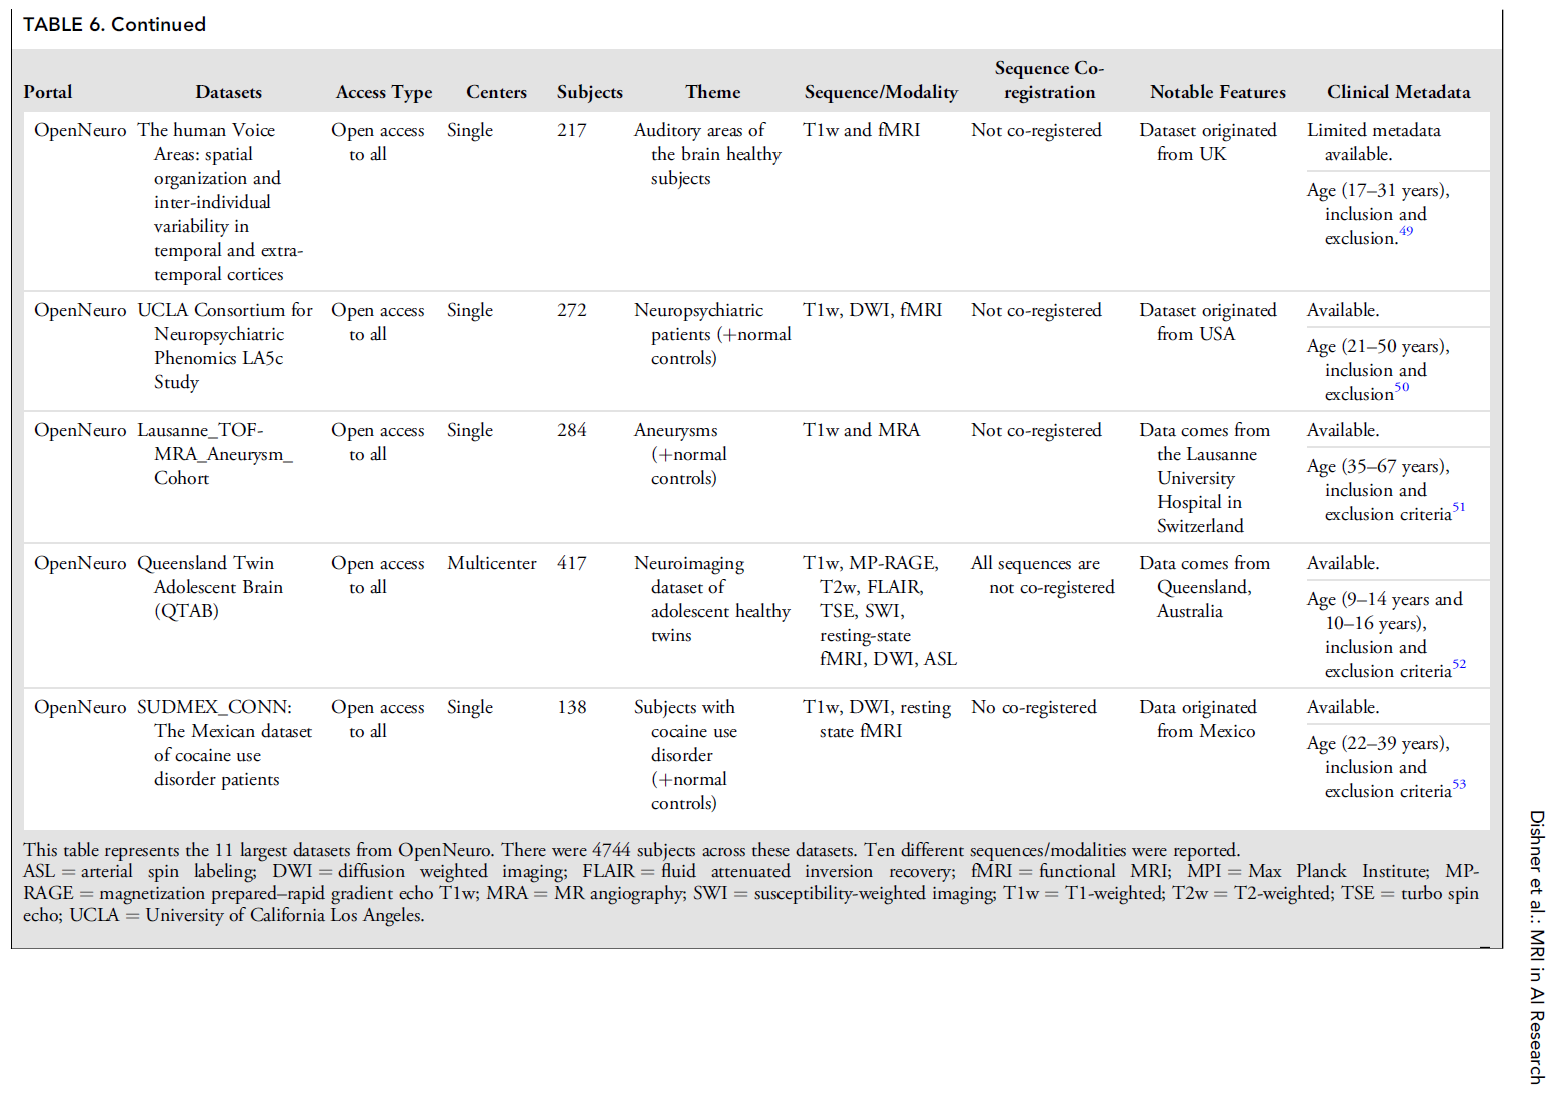 TABLE 6. Continued
Portal Datasets Access Type Centers Subjects Theme Sequence/Modality Sequence Co-registration Notable Features Clinical Metadata
OpenNeuro
The human Voice
Areas: spatial
organization and
inter-individual
variability in
temporal and extra-
temporal cortices
Open access
to all
Single
217
Auditory areas of
the brain healthy
subjects
T1w and fMRI
Not co-registered
Dataset originated
from UK
Limited metadata
available.
Age (17–31 years),
inclusion and
exclusion.49
OpenNeuro
UCLA Consortium for
Neuropsychiatric
Phenomics LA5c
Study
Open access
to all
Single
272
Neuropsychiatric
patients (+normal
controls)
T1w, DWI, fMRI
Not co-registered
Dataset originated
from USA
Available.
Age (21–50 years),
inclusion and
exclusion50
OpenNeuro
Lausanne_TOF-
MRA_Aneurysm_
Cohort
Open access
to all
Single
284
Aneurysms
(+normal
controls)
T1w and MRA
Not co-registered
Data comes from
the Lausanne
University
Hospital in
Switzerland
Available.
Age (35–67 years),
inclusion and
exclusion criteria51
OpenNeuro
Queensland Twin
Adolescent Brain
(QTAB)
Open access
to all
Multicenter
417
Neuroimaging
dataset of
adolescent healthy
twins
T1w, MP-RAGE,
T2w, FLAIR,
TSE, SWI,
resting-state
fMRI, DWI, ASL
All sequences are
not co-registered
Data comes from
Queensland,
Australia
Available.
Age (9–14 years and
10–16 years),
inclusion and
exclusion criteria52
OpenNeuro
SUDMEX_CONN:
The Mexican dataset
of cocaine use
disorder patients
Open access
to all
Single
138
Subjects with
cocaine use
disorder
(+normal
controls)
T1w, DWI, resting
state fMRI
No co-registered
Data originated
from Mexico
Available.
Age (22–39 years),
inclusion and
exclusion criteria53
This table represents the 11 largest datasets from OpenNeuro. There were 4744 subjects across these datasets. Ten different sequences/modalities were reported.
ASL = arterial spin labeling; DWI = diffusion weighted imaging; FLAIR = fluid attenuated inversion recovery; fMRI = functional MRI; MPI = Max Planck Institute; MP-
RAGE = magnetization prepared–rapid gradient echo T1w; MRA = MR angiography; SWI = susceptibility-weighted imaging; T1w = T1-weighted; T2w = T2-weighted; TSE = turbo spin
echo; UCLA = University of California Los Angeles.
Dishner et al.: MRI in AI Research